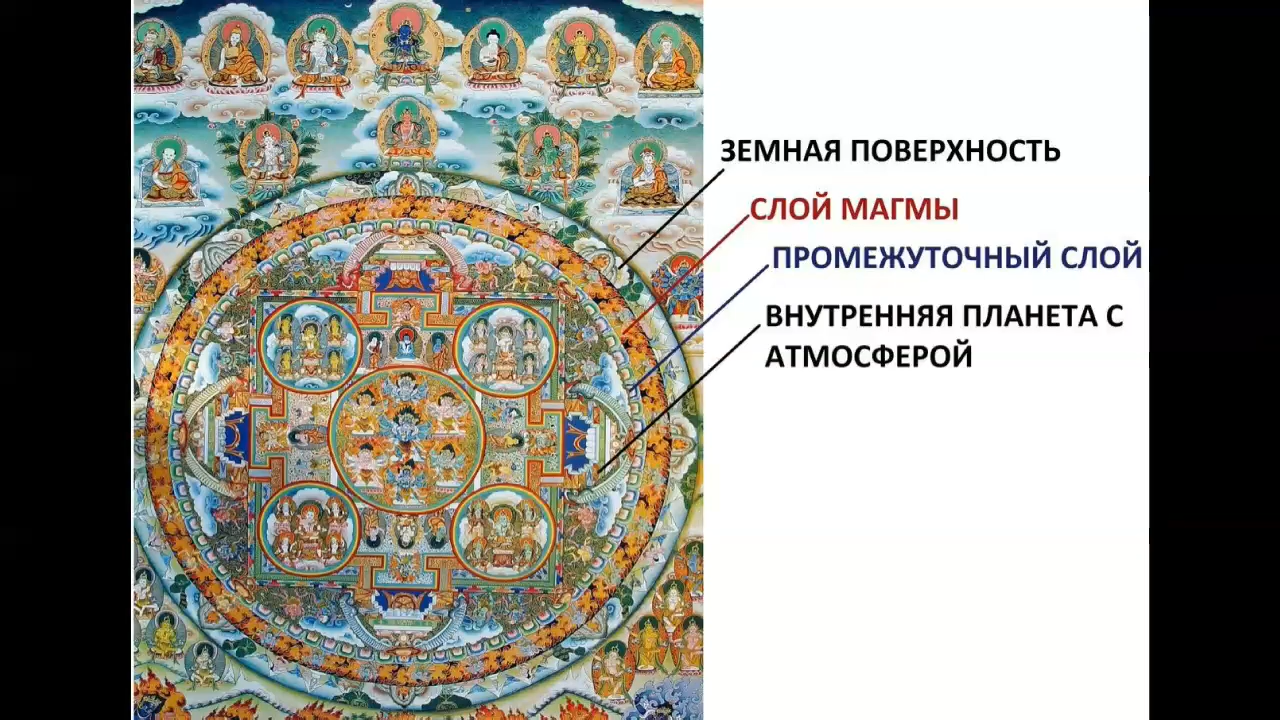 ЗЕМНАЯ ПОВЕРХНОСТЬ
СЛОЙ МАГМЫ
ПРОМЕЖУТОЧНЫЙ СЛОЙ
ВНУТРЕННЯЯ ПЛАНЕТА С
АТМОСФЕРОЙ